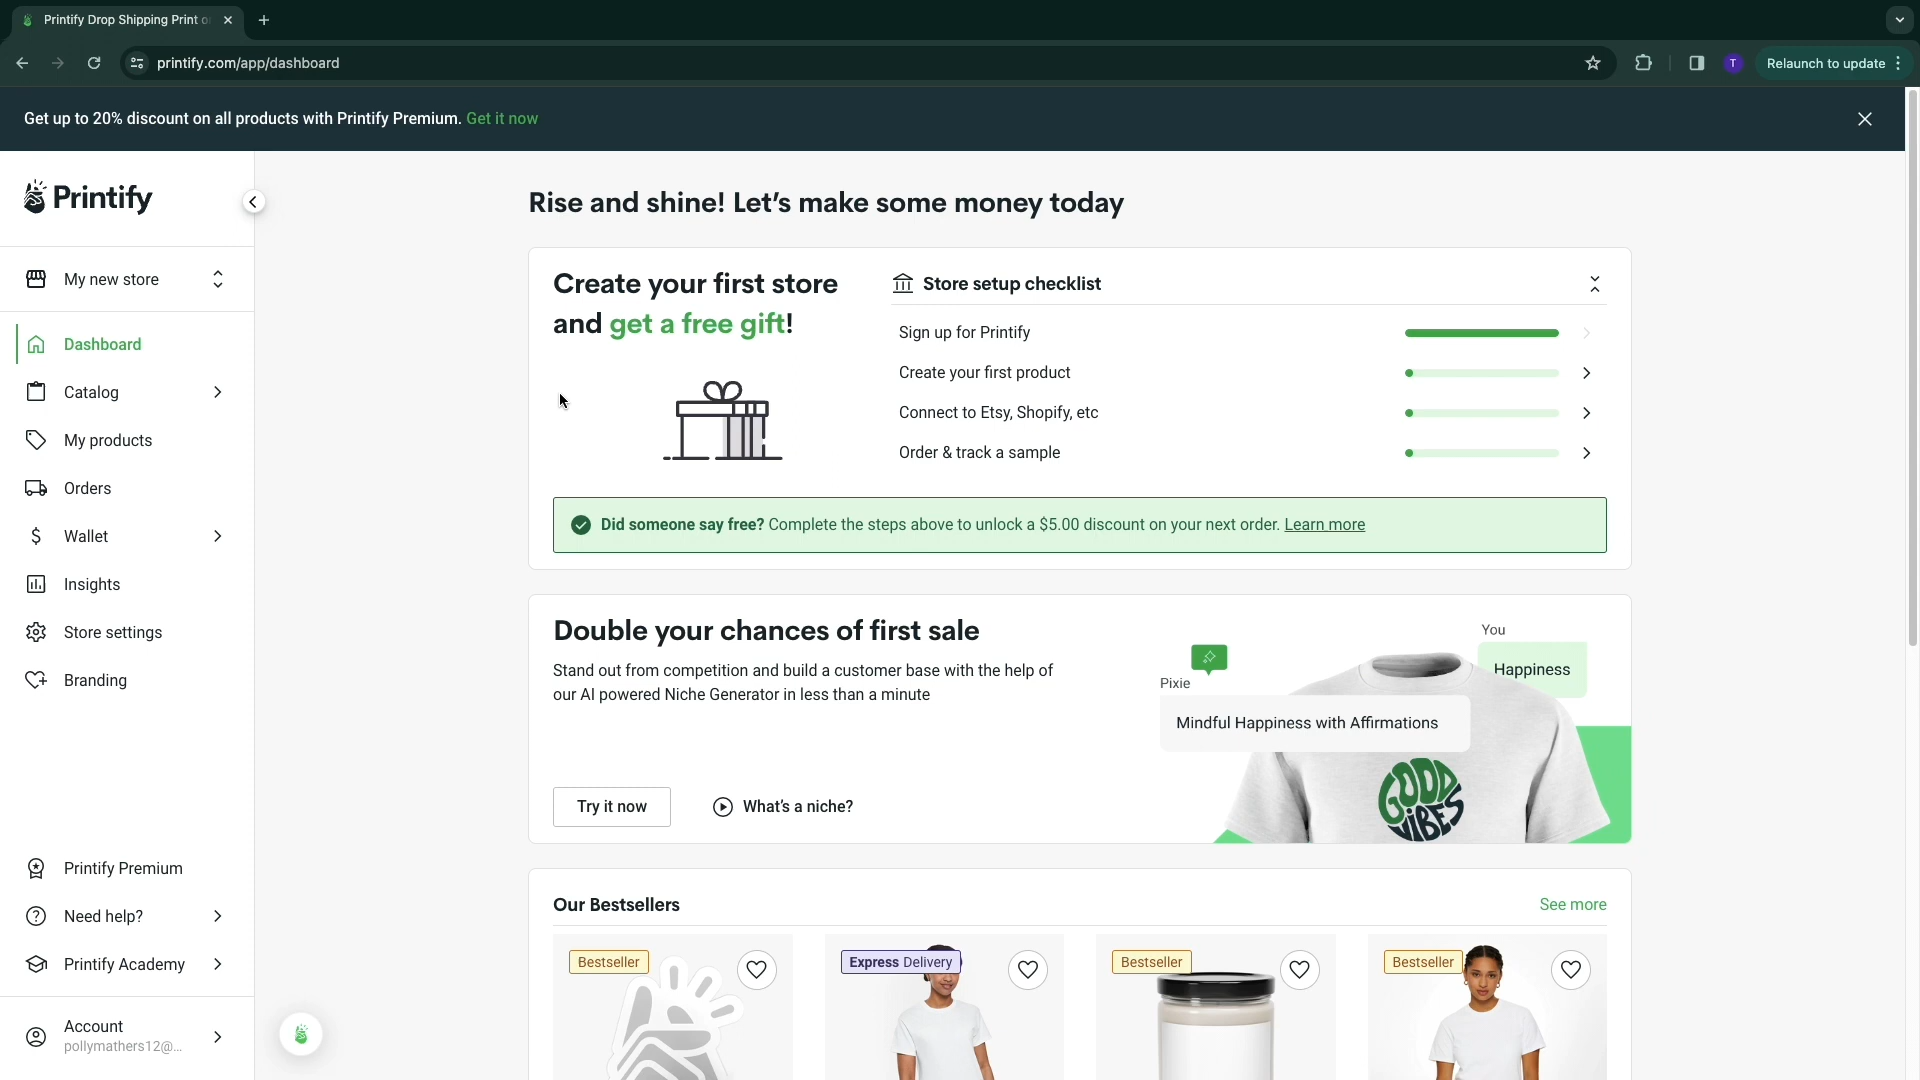 Printify Drop Shipping Print o
printify.com/app/dashboard
T
Relaunch to update
Get up to 20% discount on all products with Printify Premium. Get it now
Printify
My new store
Dashboard
Catalog
My products
Orders
Wallet
Insights
Store settings
Branding
Printify Premium
Need help?
Printify Academy
Account
pollymathers12@...
Rise and shine! Let's make some money today
Create your first store
and get a free gift!
Store setup checklist
Sign up for Printify
Create your first product
Connect to Etsy, Shopify, etc
Order & track a sample
Did someone say free? Complete the steps above to unlock a $5.00 discount on your next order. Learn more
Double your chances of first sale
Stand out from competition and build a customer base with the help of
our AI powered Niche Generator in less than a minute
Try it now
What's a niche?
You
Happiness
Pixie
Mindful Happiness with Affirmations
GOOD
VIBES
Our Bestsellers
See more
Bestseller
Express Delivery
Bestseller
Bestseller